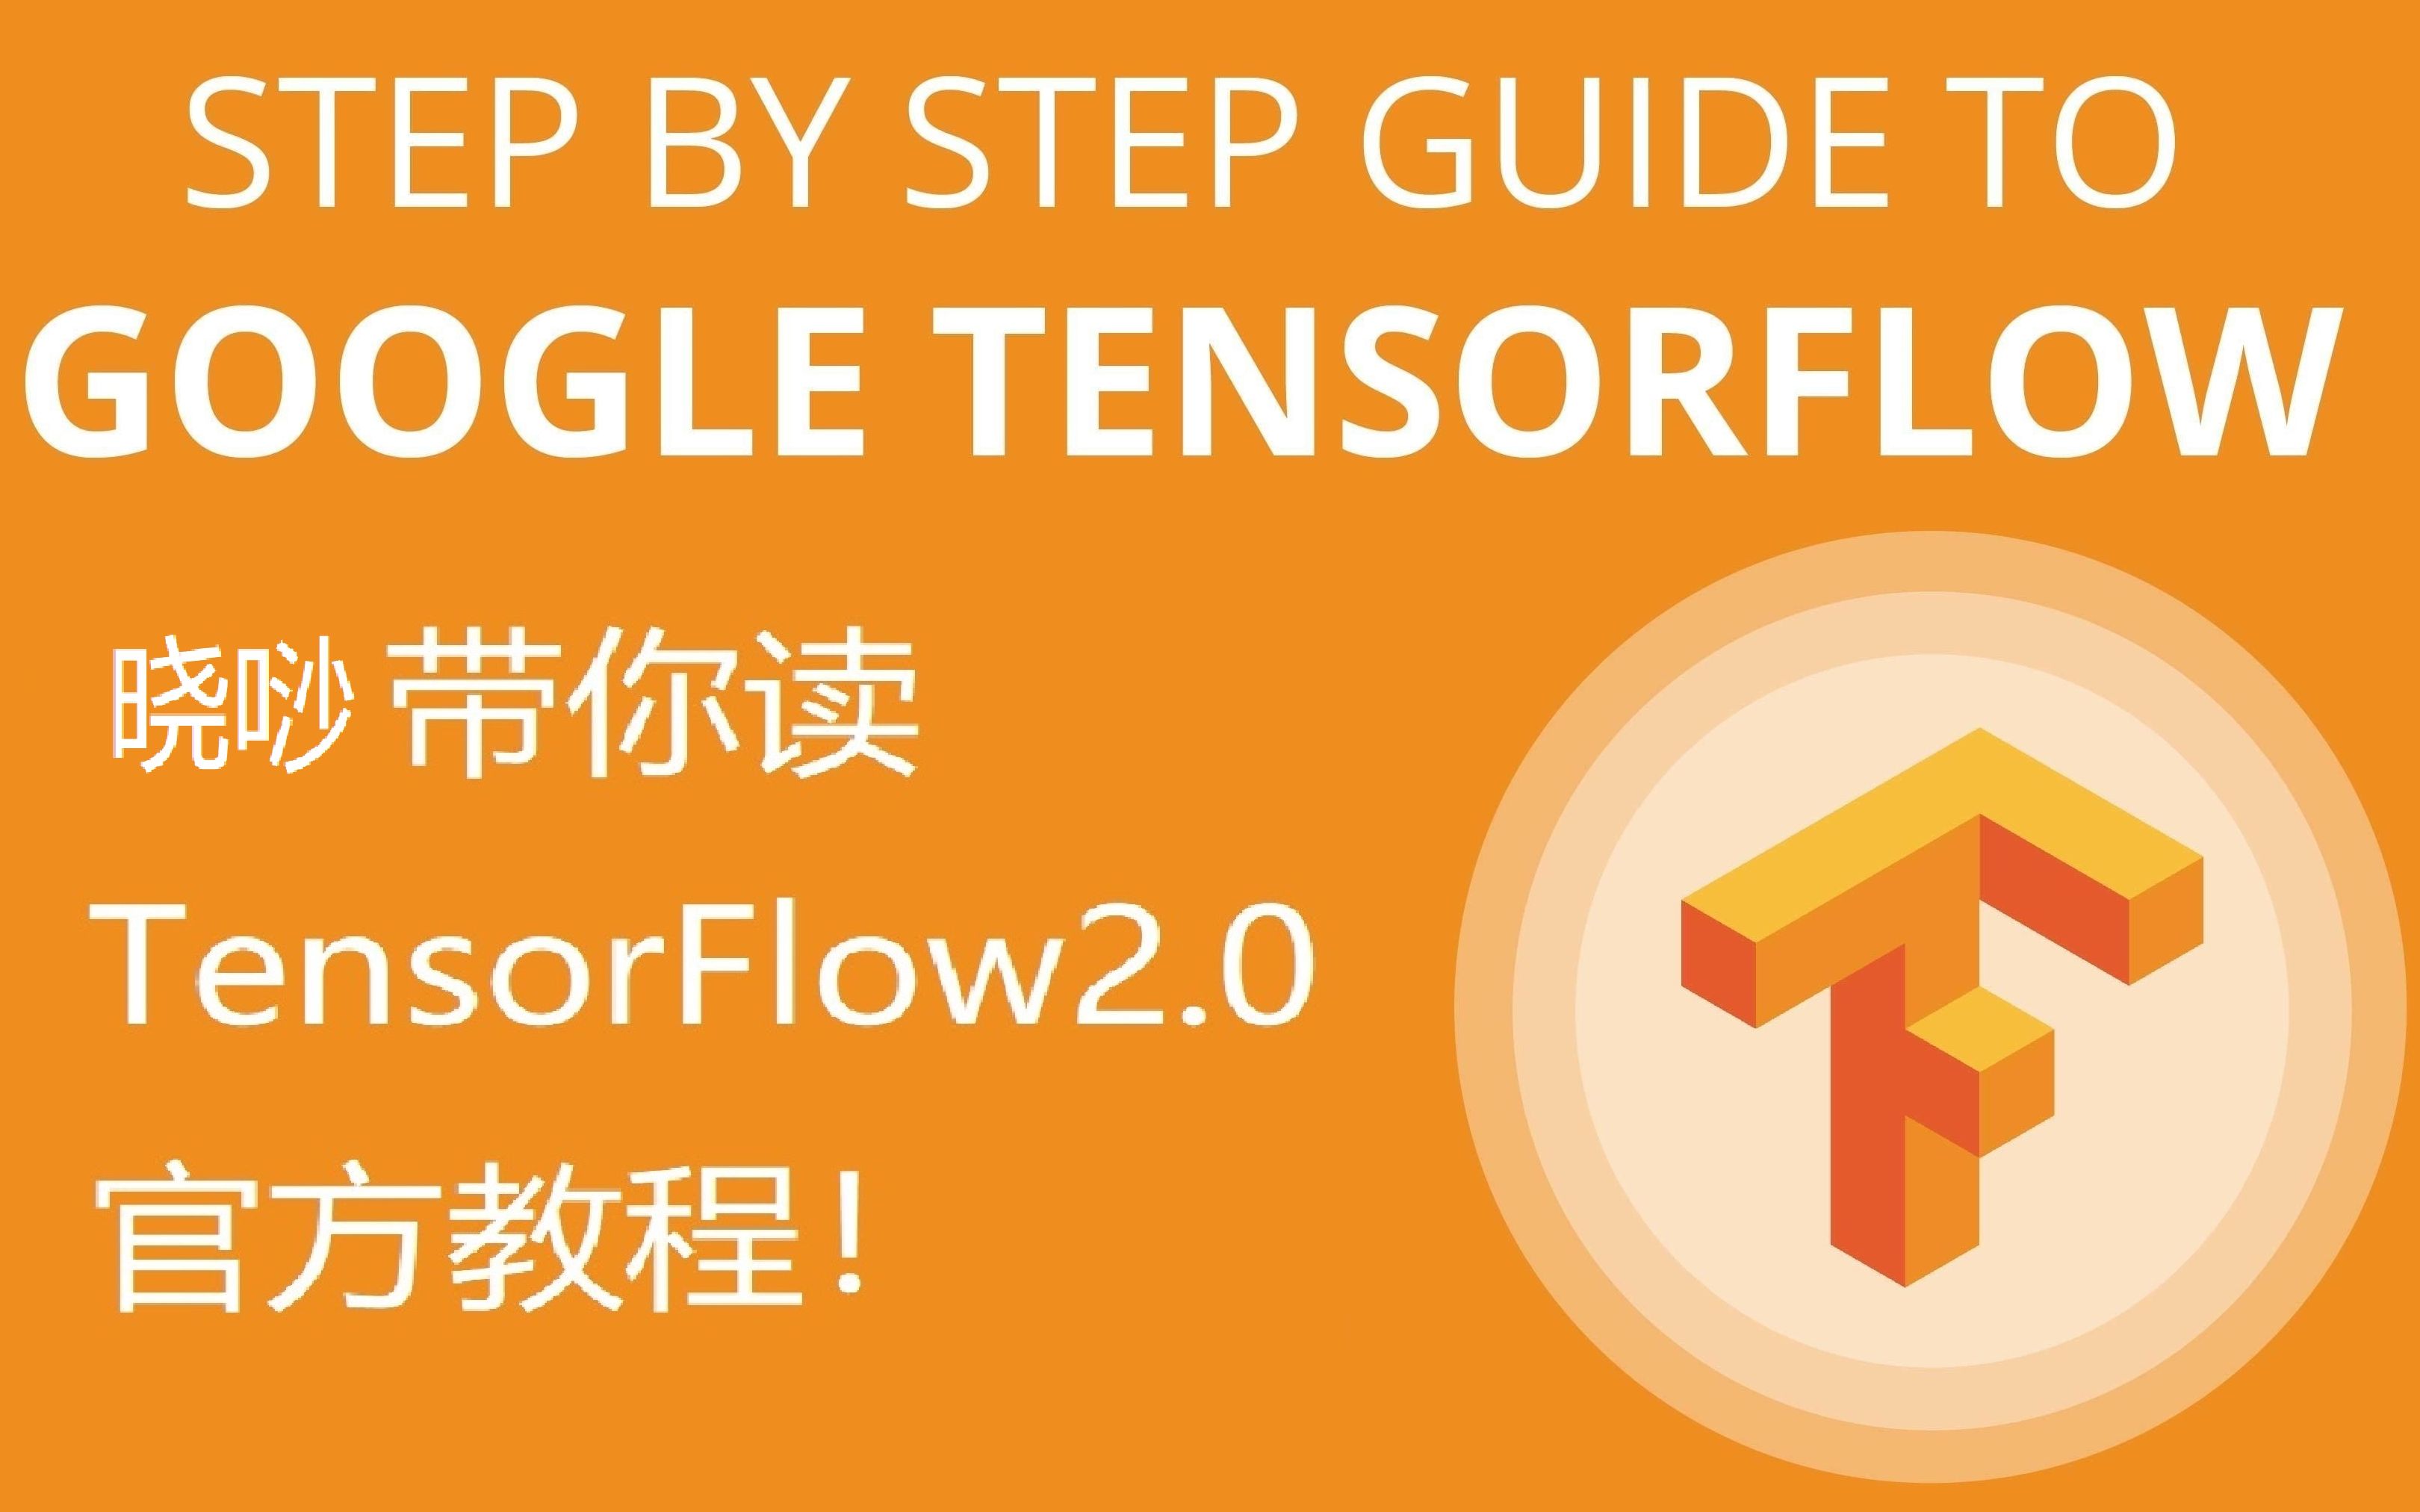 STEP BY STEP GUIDE TO
GOOGLE TENSORFLOW
晓吵 带你读
TensorFlow2.0
官方教程！